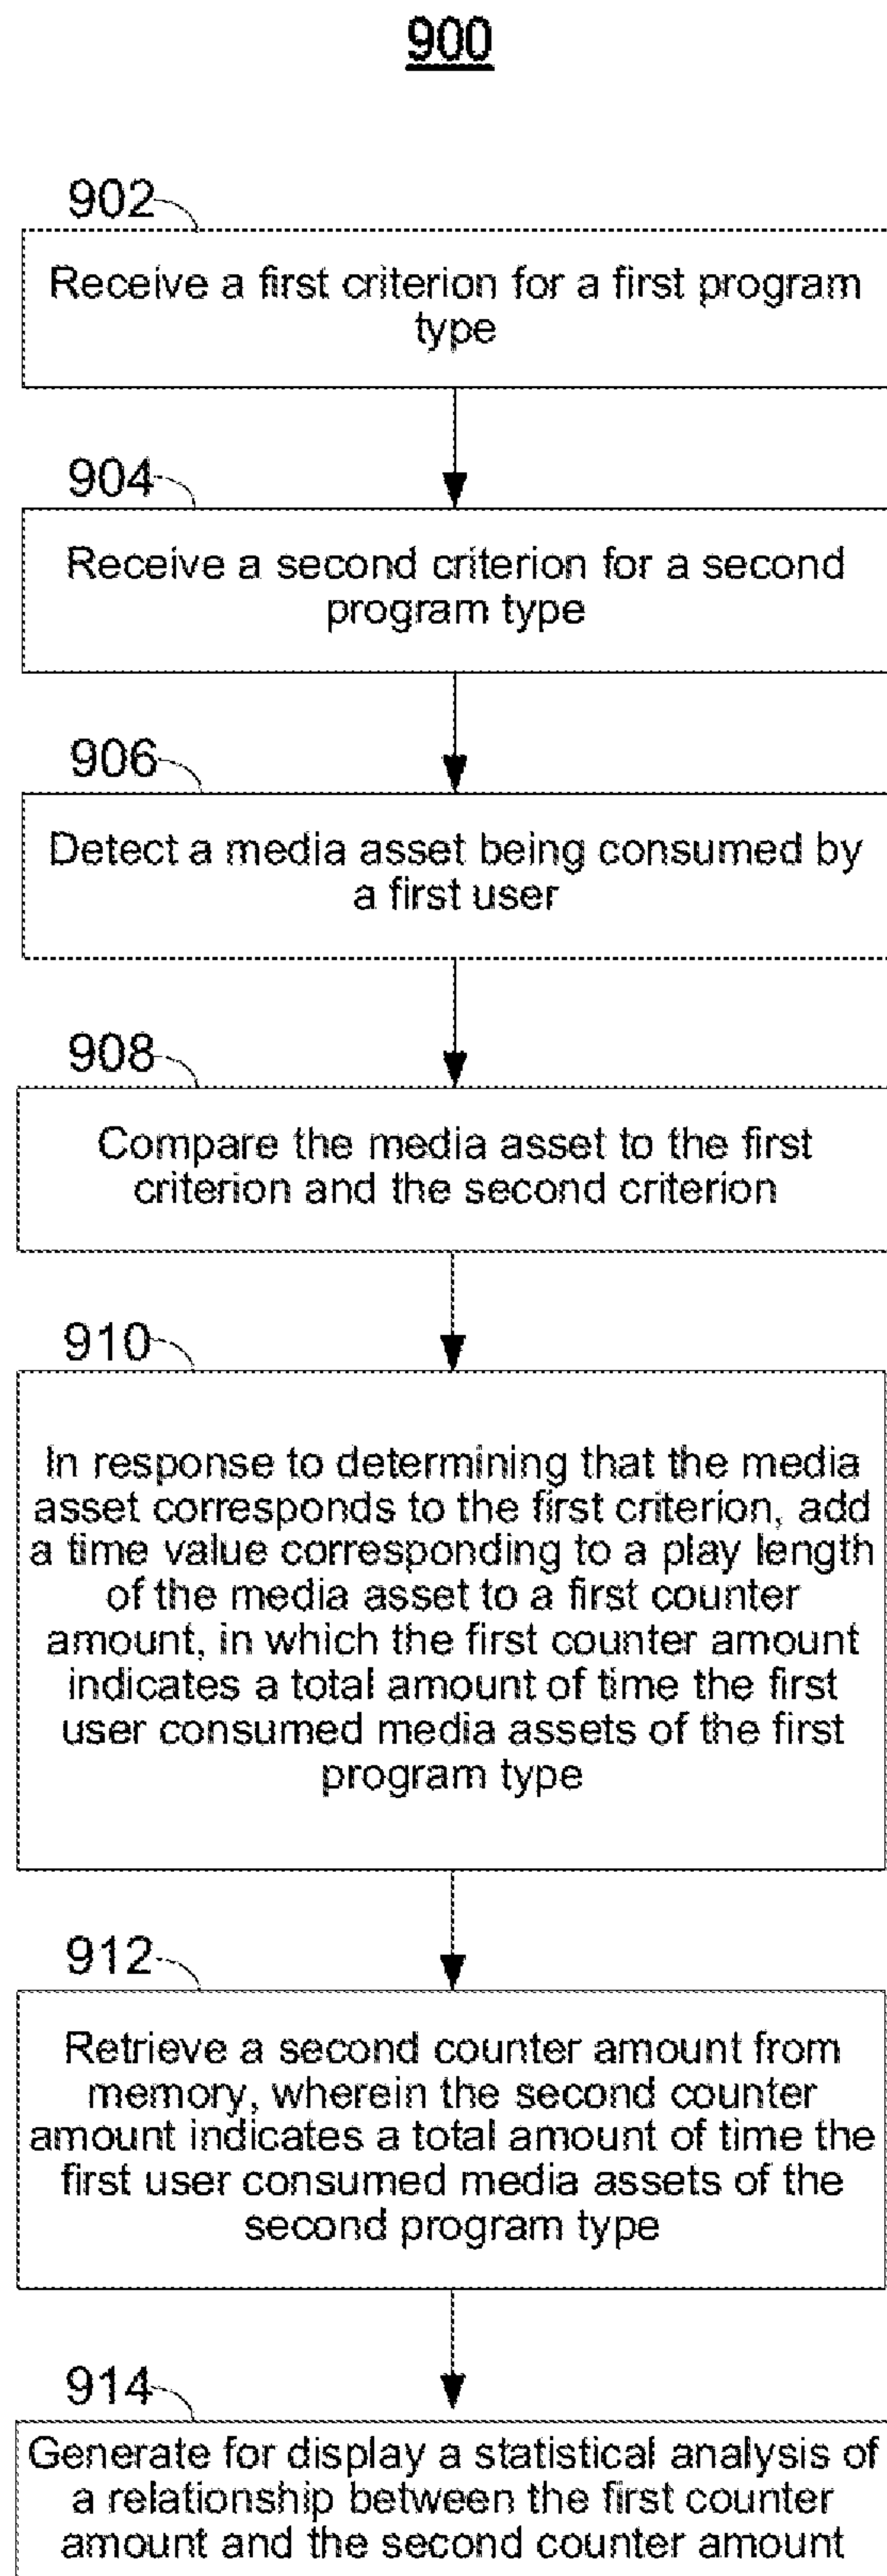 900
902
Receive a first criterion for a first program
type
904
Receive a second criterion for a second
program type
906
Detect a media asset being consumed by
a first user
908
Compare the media asset to the first
criterion and the second criterion
910
In response to determining that the media
asset corresponds to the first criterion, add
a time value corresponding to a play length
of the media asset to a first counter
amount, in which the first counter amount
indicates a total amount of time the first
user consumed media assets of the first
program type
912
Retrieve a second counter amount from
memory, wherein the second counter
amount indicates a total amount of time the
first user consumed media assets of the
second program type
914
Generate for display a statistical analysis of
a relationship between the first counter
amount and the second counter amount